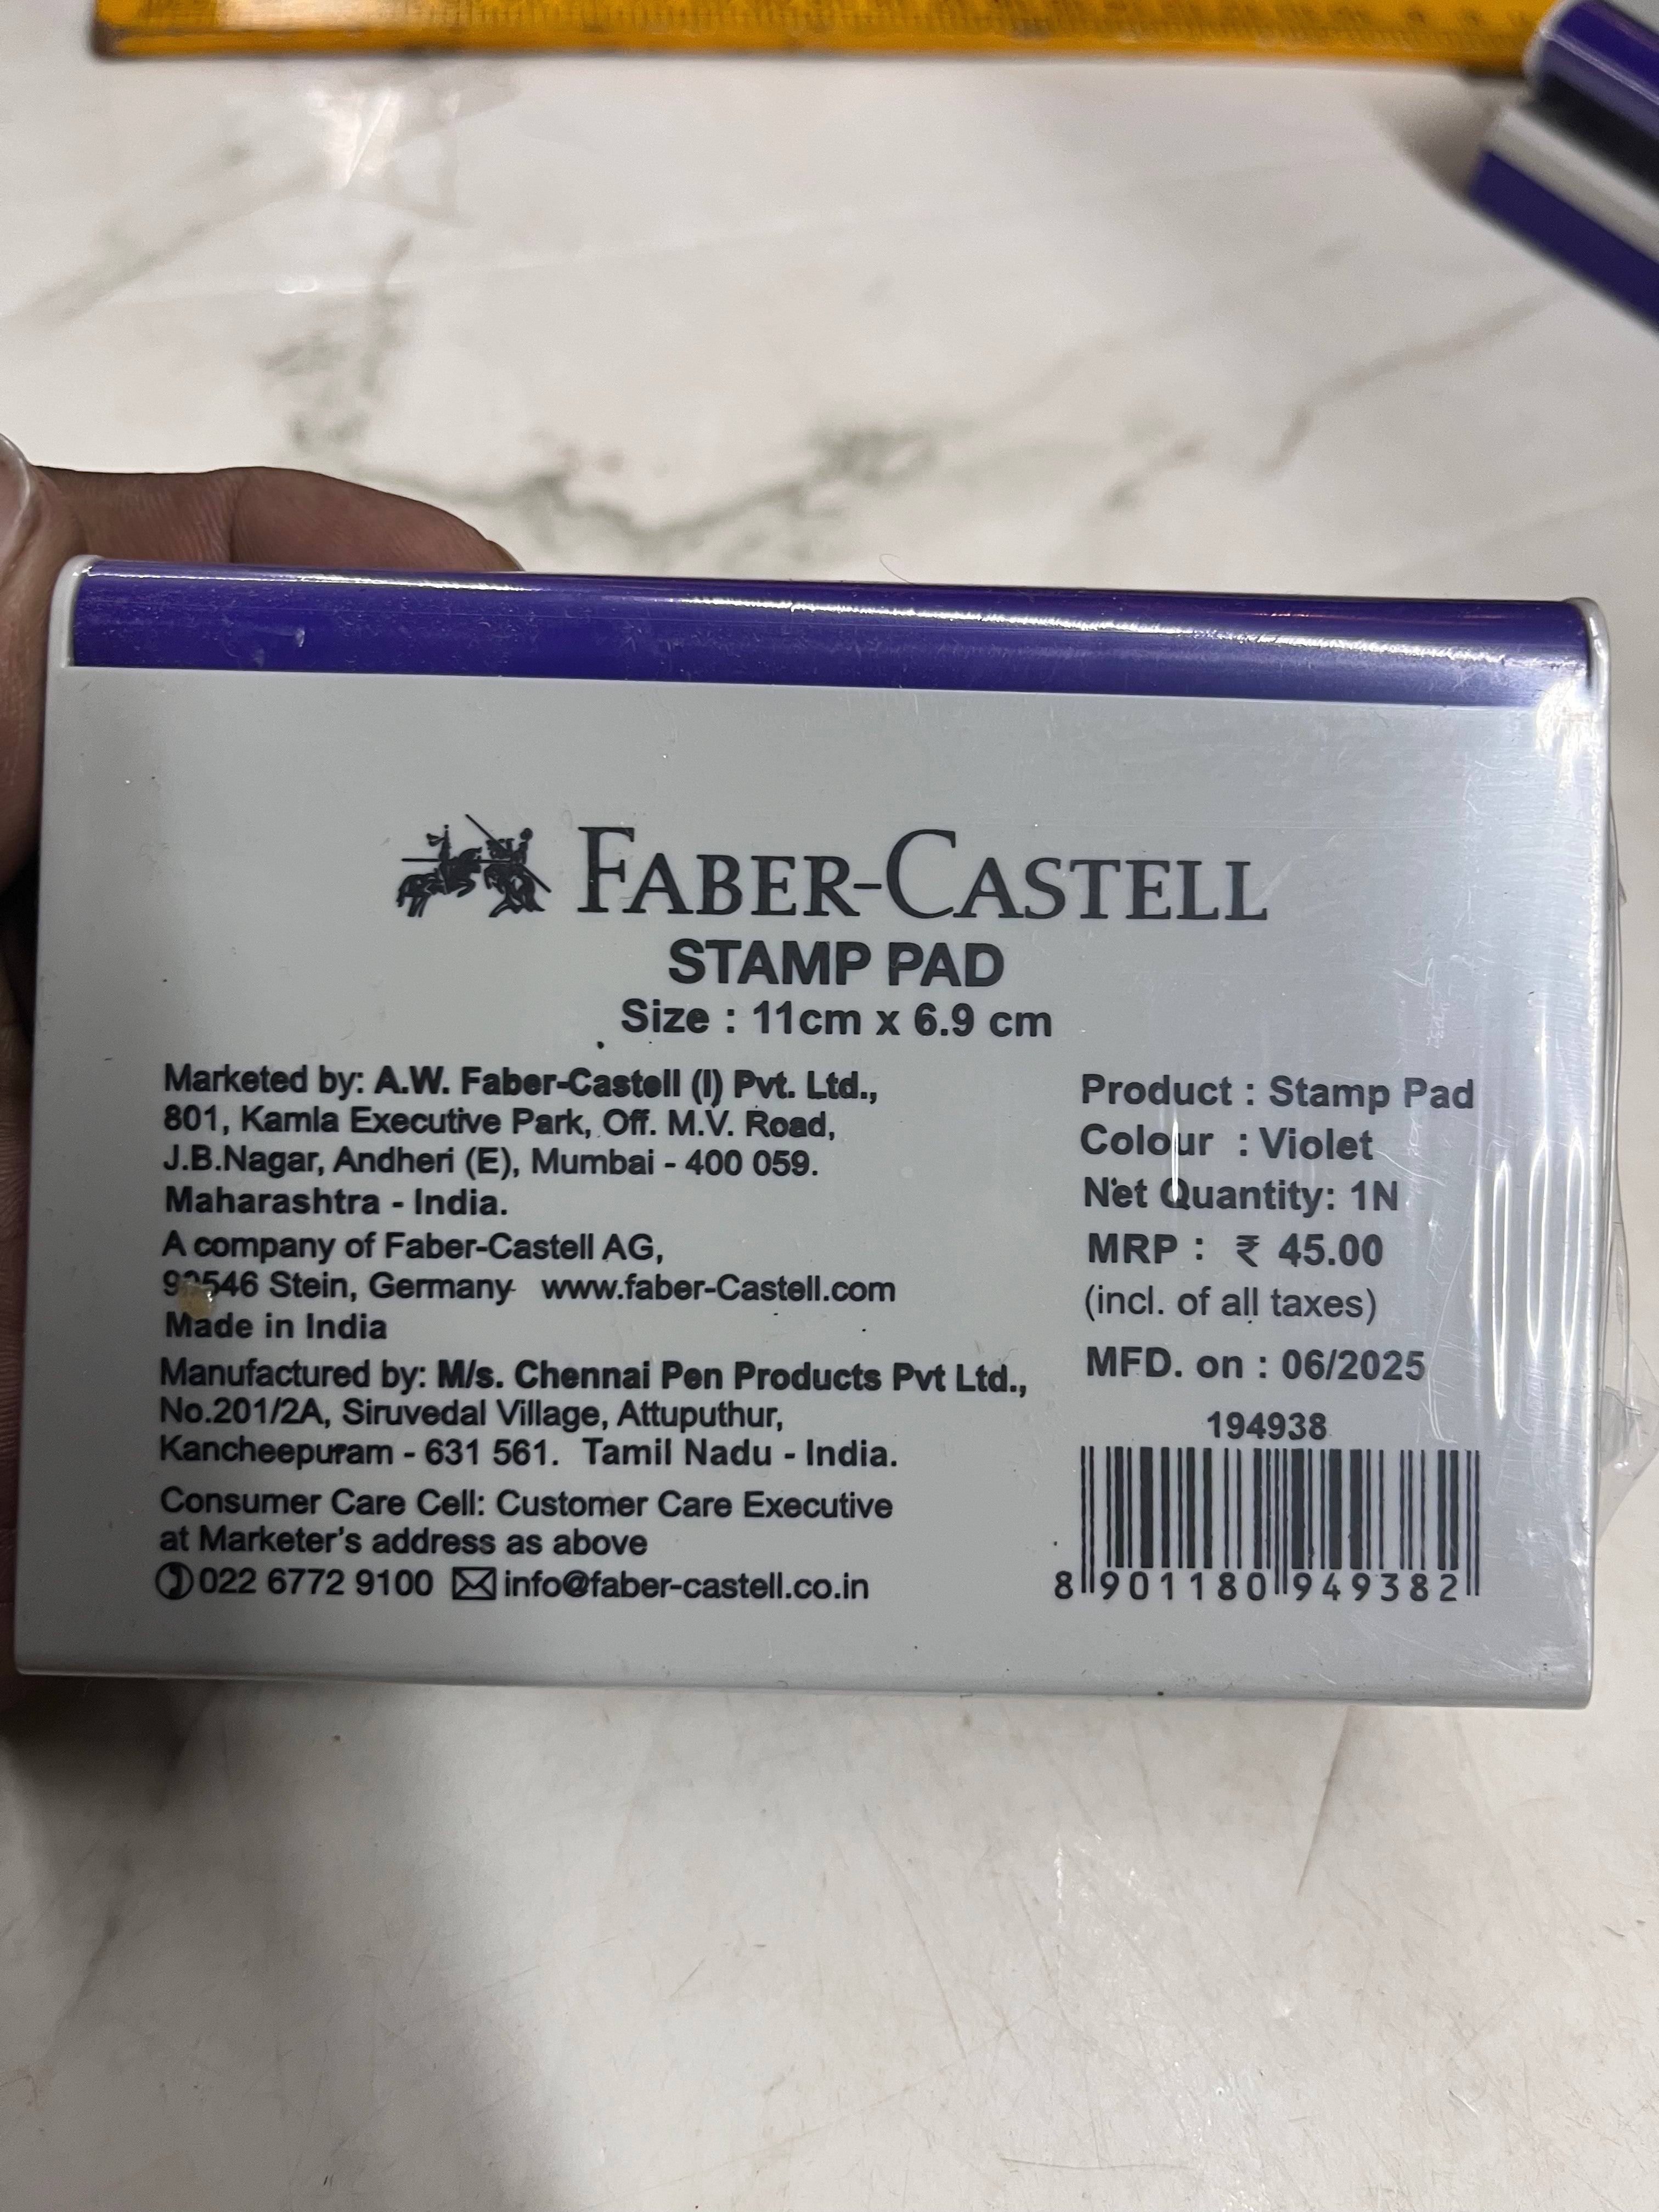 FABER-CASTELL
STAMP PAD
Size : 11cm x 6.9 cm
Marketed by: A.W. Faber-Castell (I) Pvt. Ltd.,
801, Kamla Executive Park, Off. M.V. Road,
J.B.Nagar, Andheri (E), Mumbai - 400 059.
Maharashtra - India.
A company of Faber-Castell AG,
Stein, Germany www.faber-Castell.com
Made in India
Manufactured by: M/s. Chennai Pen Products Pvt Ltd.,
No.201/2A, Siruvedal Village, Attuputhur,
Kancheepuram - 631 561. Tamil Nadu - India.
Consumer Care Cell: Customer Care Executive
at Marketer's address as above
022 6772 9100 info@faber-castell.co.in
Product : Stamp Pad
Colour : Violet
Net Quantity: 1N
MRP : ₹ 45.00
(incl. of all taxes)
MFD. on : 06/2025
194938
8 901180 949382